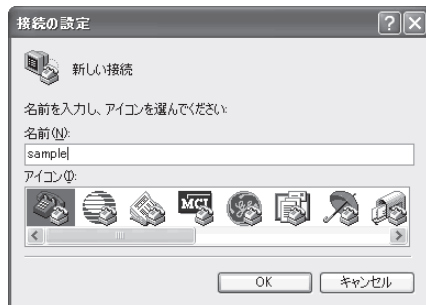 接続の設定
新しい接続
名前を入力し、アイコンを選んでください:
名前(N):
sample
アイコン(I):
MCI
OK
キャンセル